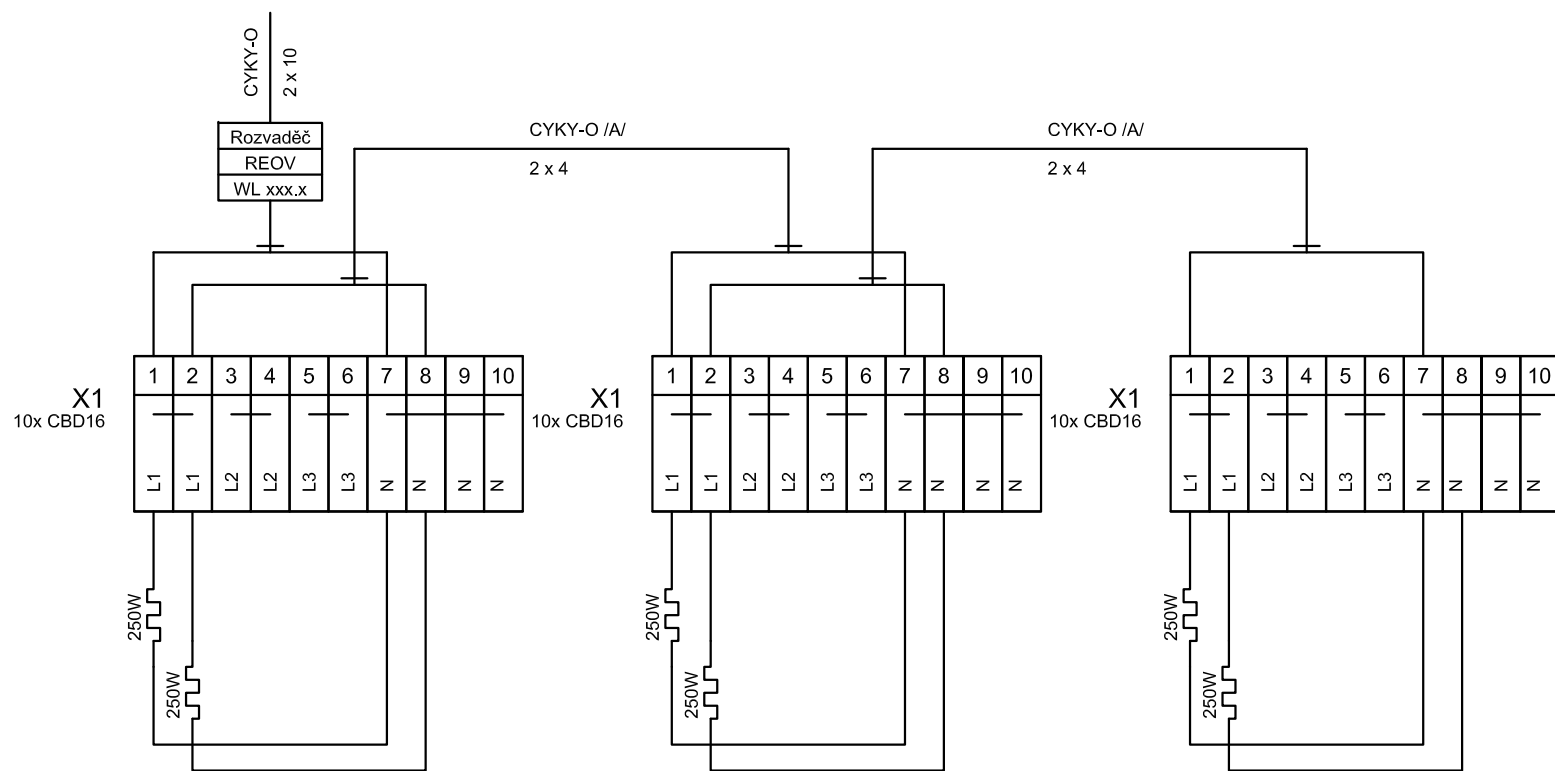 CYKY-O
2 x 10
Rozvaděč
REOV
WL xxx.x
CYKY-O /A/
2 x 4
CYKY-O /A/
2 x 4
X1
10x CBD16
1 2 3 4 5 6 7 8 9 10
L1 L1 L2 L2 L3 L3 N N N N
250W
250W
X1
10x CBD16
1 2 3 4 5 6 7 8 9 10
L1 L1 L2 L2 L3 L3 N N N N
250W
250W
X1
10x CBD16
1 2 3 4 5 6 7 8 9 10
L1 L1 L2 L2 L3 L3 N N N N
250W
250W